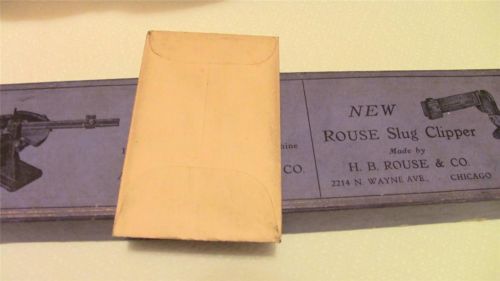 NEW
ROUSE Slug Clipper
Made by
H. B. ROUSE & CO.
2214 N. WAYNE AVE., CHICAGO
CO.